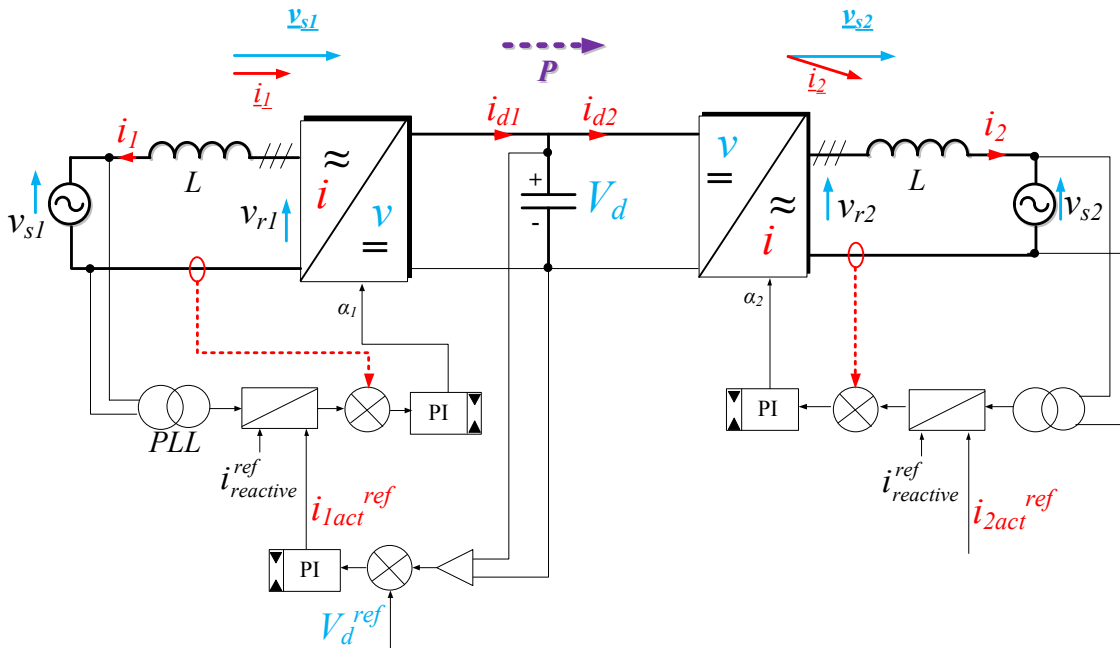 v_s1
v_s2
P
i_1
i_2
i_1
i_d1
i_d2
i_2
L
L
v_s1
v_r1
≈
i
v
=
+
-
V_d
v
=
≈
i
v_r2
v_s2
α_1
α_2
PI
PI
PLL
i_reactive^ref
i_reactive^ref
i_1act^ref
i_2act^ref
PI
V_d^ref